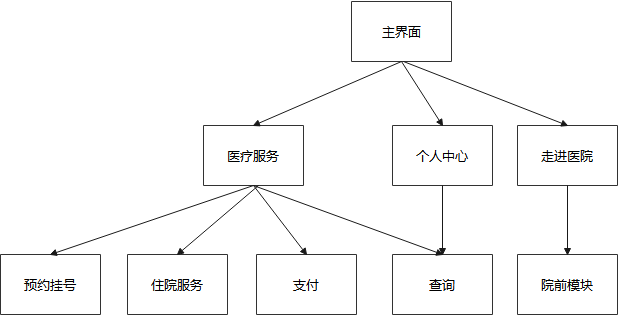 主界面
医疗服务
个人中心
走进医院
预约挂号
住院服务
支付
查询
院前模块